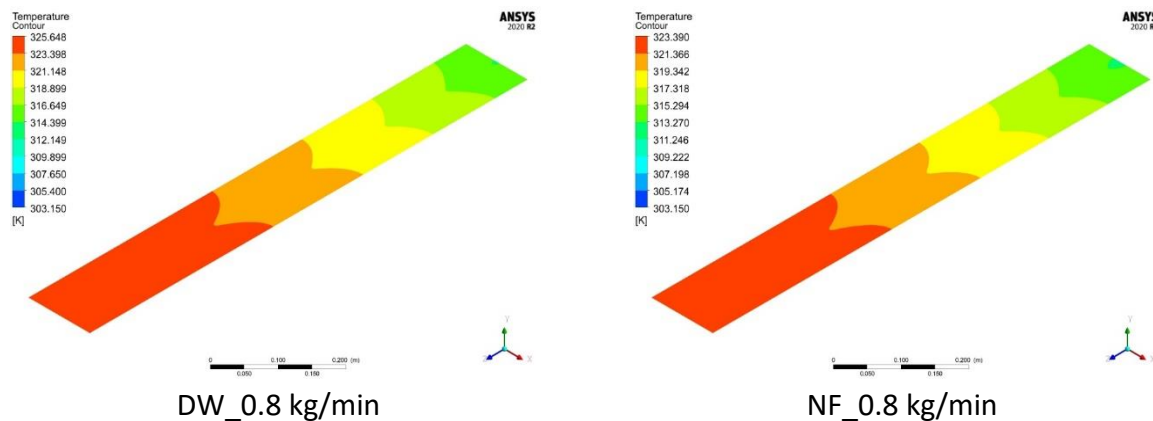 Temperature
Contour
325.648
323.398
321.148
318.899
316.649
314.399
312.149
309.899
307.650
305.400
303.150
[K]
ANSYS
2020 R2
0 0.100 0.200 (m)
0.050 0.150
Y
Z X
DW_0.8 kg/min
Temperature
Contour
323.390
321.366
319.342
317.318
315.294
313.270
311.246
309.222
307.198
305.174
303.150
[K]
ANSYS
2020 R2
0 0.100 0.200 (m)
0.050 0.150
Y
Z X
NF_0.8 kg/min